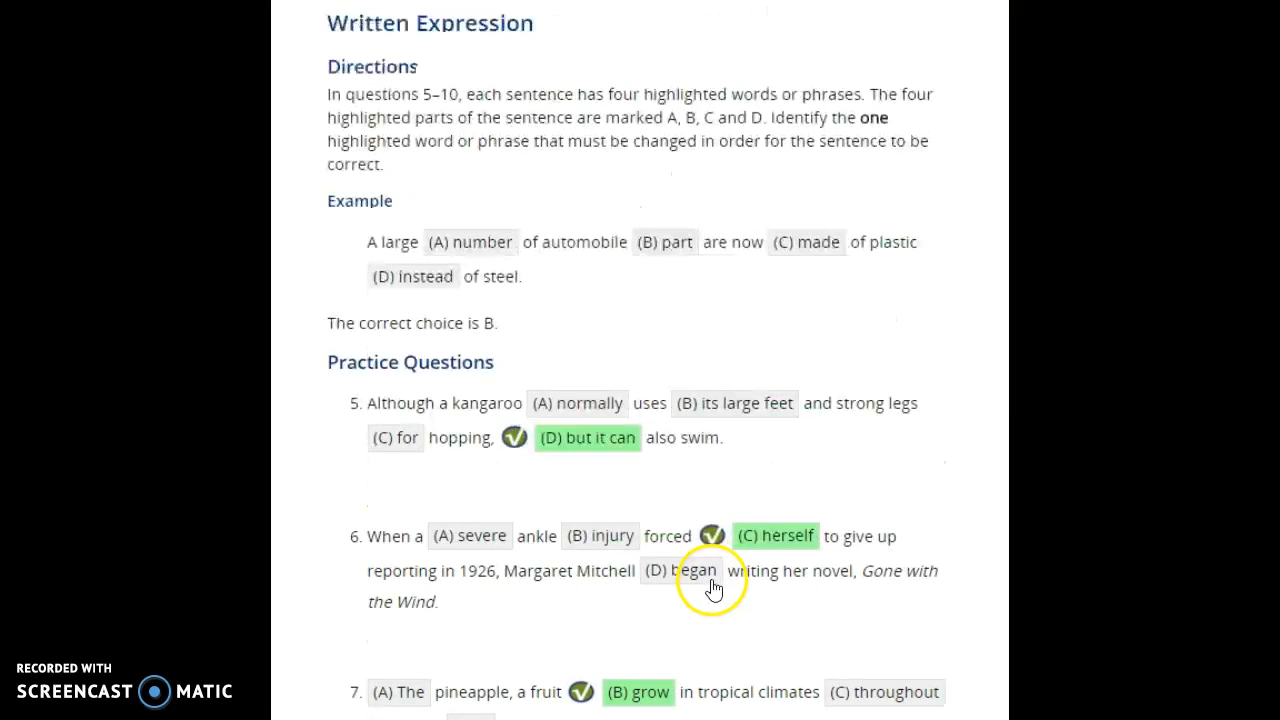 Written Expression
Directions
In questions 5–10, each sentence has four highlighted words or phrases. The four
highlighted parts of the sentence are marked A, B, C and D. Identify the one
highlighted word or phrase that must be changed in order for the sentence to be
correct.
Example
A large (A) number of automobile (B) part are now (C) made of plastic
(D) instead of steel.
The correct choice is B.
Practice Questions
5. Although a kangaroo (A) normally uses (B) its large feet and strong legs
(C) for hopping, (D) but it can also swim.
6. When a (A) severe ankle (B) injury forced (C) herself to give up
reporting in 1926, Margaret Mitchell (D) began writing her novel, Gone with
the Wind.
7. (A) The pineapple, a fruit (B) grow in tropical climates (C) throughout
RECORDED WITH
SCREENCAST MATIC